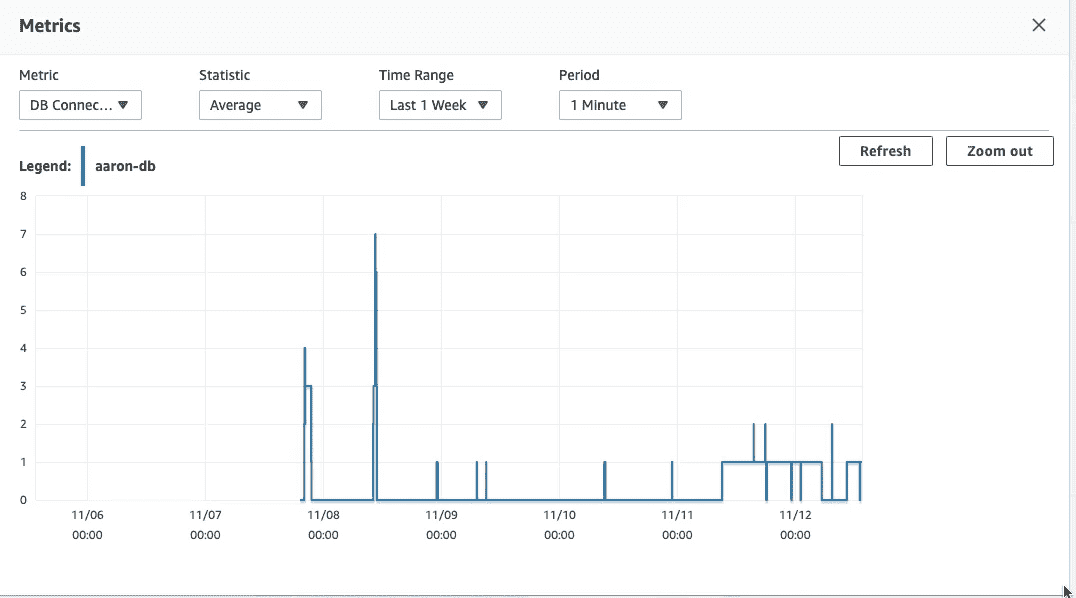 Metrics
Metric Statistic Time Range Period
DB Connec... Average Last 1 Week 1 Minute
Refresh Zoom out
Legend: aaron-db
8
7
6
5
4
3
2
1
0
11/06 11/07 11/08 11/09 11/10 11/11 11/12
00:00 00:00 00:00 00:00 00:00 00:00 00:00